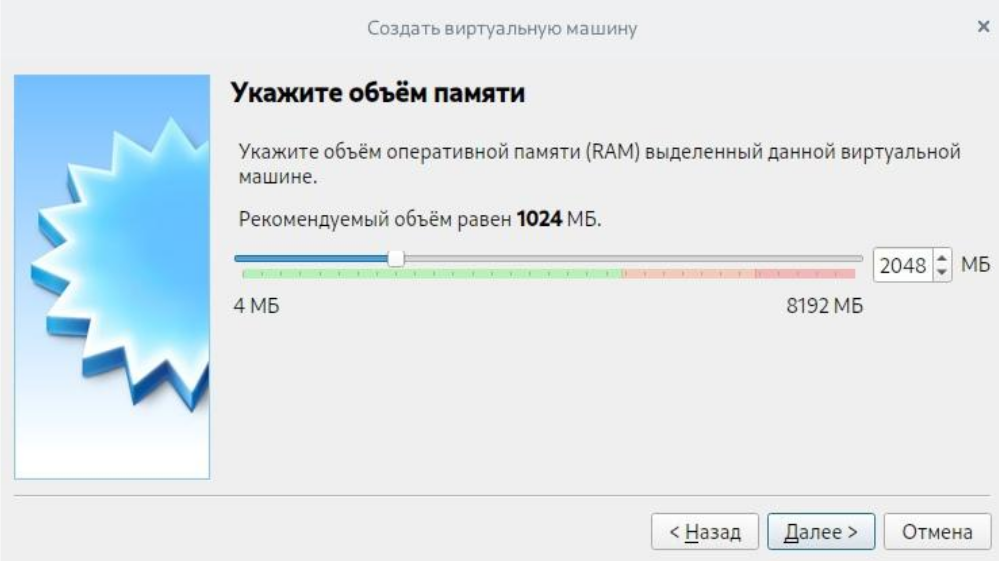 Создать виртуальную машину
Укажите объём памяти
Укажите объём оперативной памяти (RAM) выделенный данной виртуальной
машине.
Рекомендуемый объём равен 1024 МБ.
2048 МБ
4 МБ 8192 МБ
< Назад Далее > Отмена